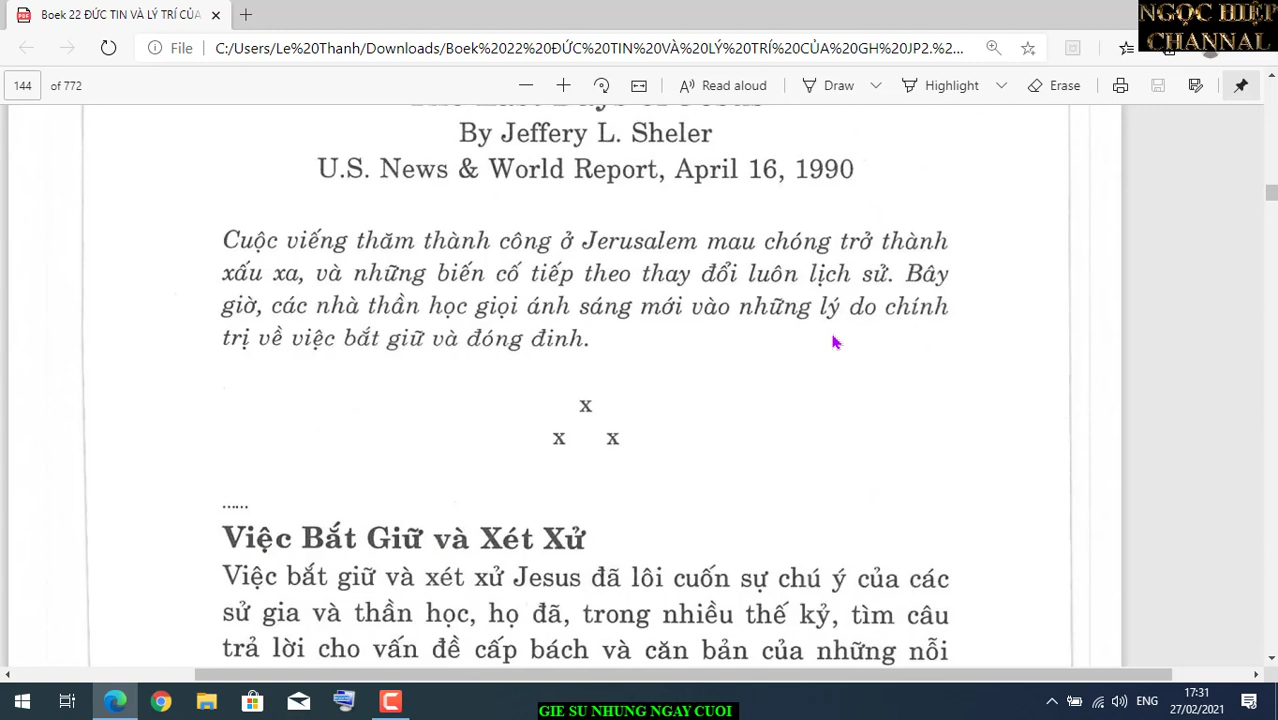 Boek 22 ĐỨC TIN VÀ LÝ TRÍ CỦA
NGỌC HIỆP
CHANNAL
File
C:/Users/Le%20Thanh/Downloads/Boek%2022%20ĐỨC%20TIN%20VÀ%20LÝ%20TRÍ%20CỦA%20GH%20JP2.%...
144 of 772
Read aloud
Draw
Highlight
Erase
By Jeffery L. Sheler
U.S. News & World Report, April 16, 1990
Cuộc viếng thăm thành công ở Jerusalem mau chóng trở thành
xấu xa, và những biến cố tiếp theo thay đổi luôn lịch sử. Bây
giờ, các nhà thần học giọi ánh sáng mới vào những lý do chính
trị về việc bắt giữ và đóng đinh.
x
x x
......
Việc Bắt Giữ và Xét Xử
Việc bắt giữ và xét xử Jesus đã lôi cuốn sự chú ý của các
sử gia và thần học, họ đã, trong nhiều thế kỷ, tìm câu
trả lời cho vấn đề cấp bách và căn bản của những nỗi
ENG
17:31
27/02/2021
GIE SU NHUNG NGAY CUOI